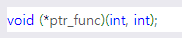 void (*ptr_func)(int, int);